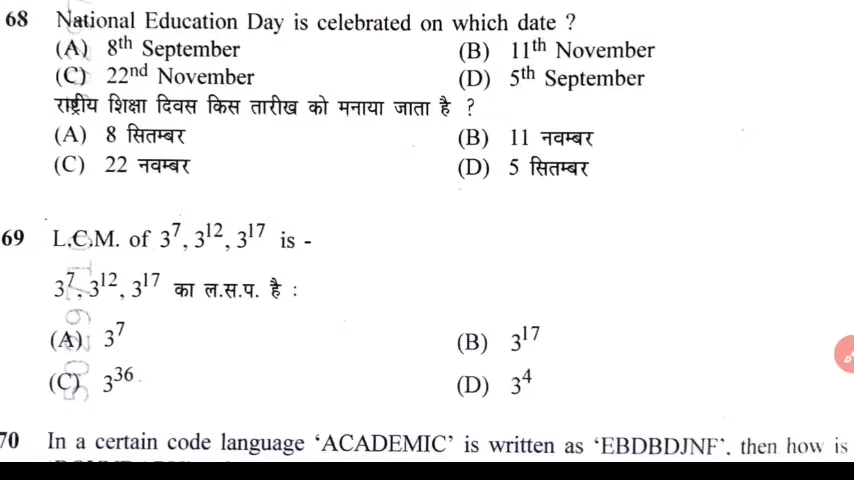 68 National Education Day is celebrated on which date ?
(A) 8th September (B) 11th November
(C) 22nd November (D) 5th September
राष्ट्रीय शिक्षा दिवस किस तारीख को मनाया जाता है ?
(A) 8 सितम्बर (B) 11 नवम्बर
(C) 22 नवम्बर (D) 5 सितम्बर
69 L.C.M. of 3^7, 3^12, 3^17 is -
3^7, 3^12, 3^17 का ल.स.प. है :
(A) 3^7 (B) 3^17
(C) 3^36 (D) 3^4
70 In a certain code language ‘ACADEMIC’ is written as ‘EBDBDJNF’, then how is